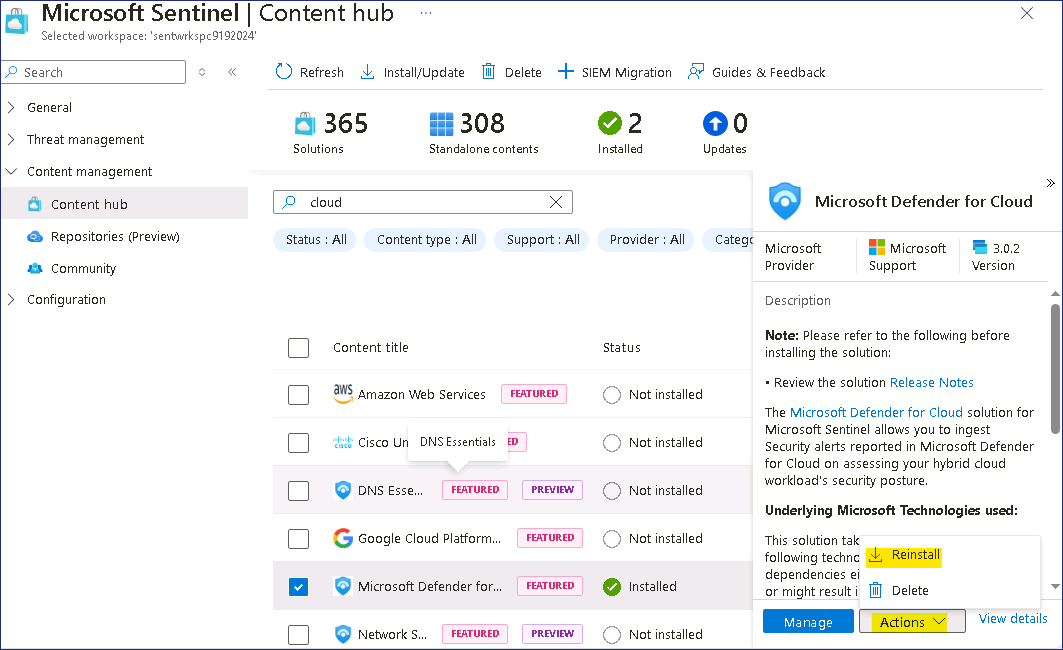 Microsoft Sentinel | Content hub ...
Selected workspace: 'sentwrkspc9192024'
Search
General
Threat management
Content management
Content hub
Repositories (Preview)
Community
Configuration
Refresh
Install/Update
Delete
SIEM Migration
Guides & Feedback
365
Solutions
308
Standalone contents
2
Installed
0
Updates
cloud
Status : All
Content type : All
Support : All
Provider : All
Catego
Content title
Status
aws
Amazon Web Services
FEATURED
Not installed
CISCO
Cisco Un
ED
Not installed
DNS Essentials
DNS Esse...
FEATURED
PREVIEW
Not installed
Google Cloud Platform...
FEATURED
Not installed
Microsoft Defender for...
FEATURED
Installed
Network S...
FEATURED
PREVIEW
Not installed
Microsoft Defender for Cloud
Microsoft
Provider
Microsoft
Support
3.0.2
Version
Description
Note: Please refer to the following before
installing the solution:
• Review the solution Release Notes
The Microsoft Defender for Cloud solution for
Microsoft Sentinel allows you to ingest
Security alerts reported in Microsoft Defender
for Cloud on assessing your hybrid cloud
workload's security posture.
Underlying Microsoft Technologies used:
This solution tak
following techno
dependencies ei
or might result i
Reinstall
Delete
Manage
Actions
View details